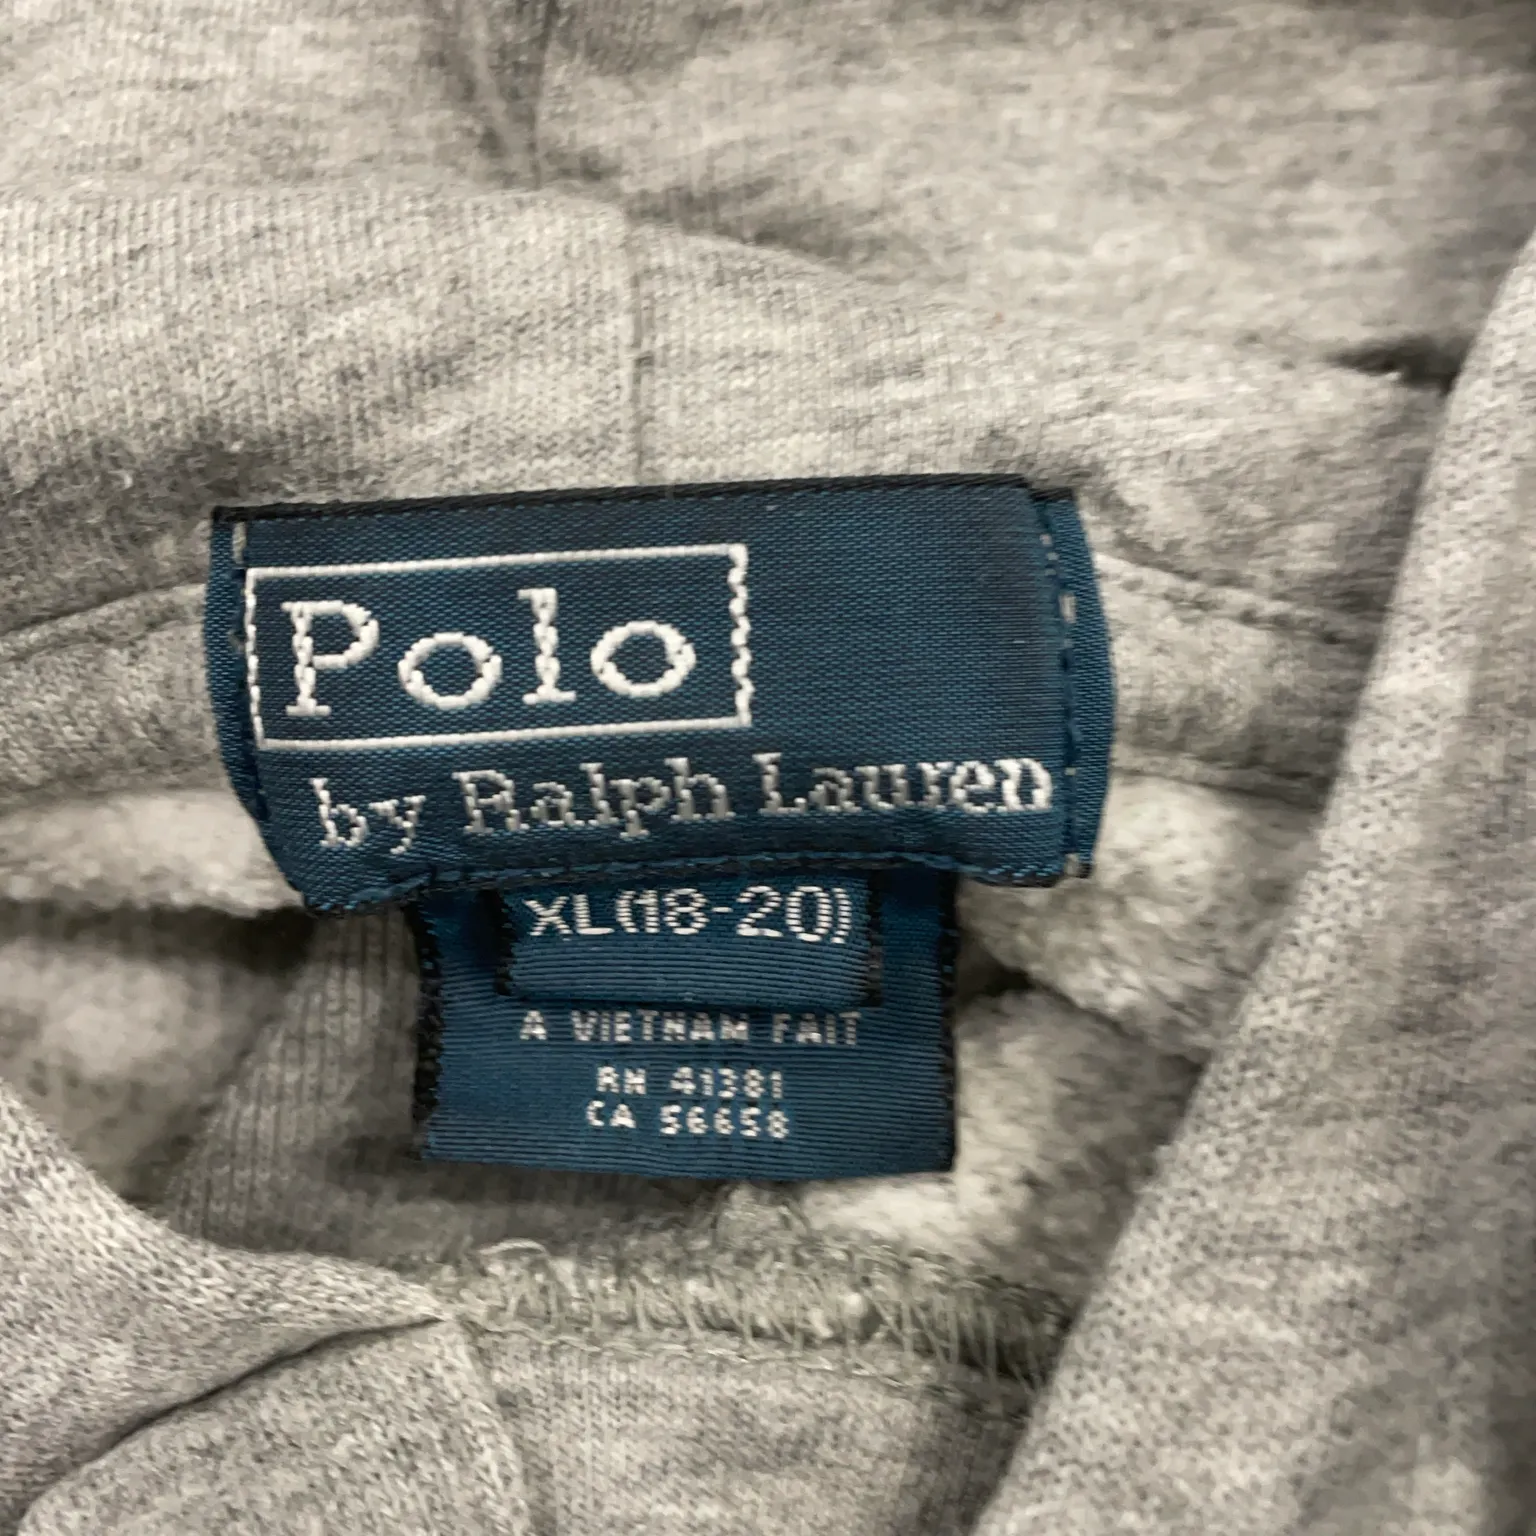 Polo
by Ralph Lauren
XL(18-20)
A VIETNAM FAIT
RN 41381
CA 56658